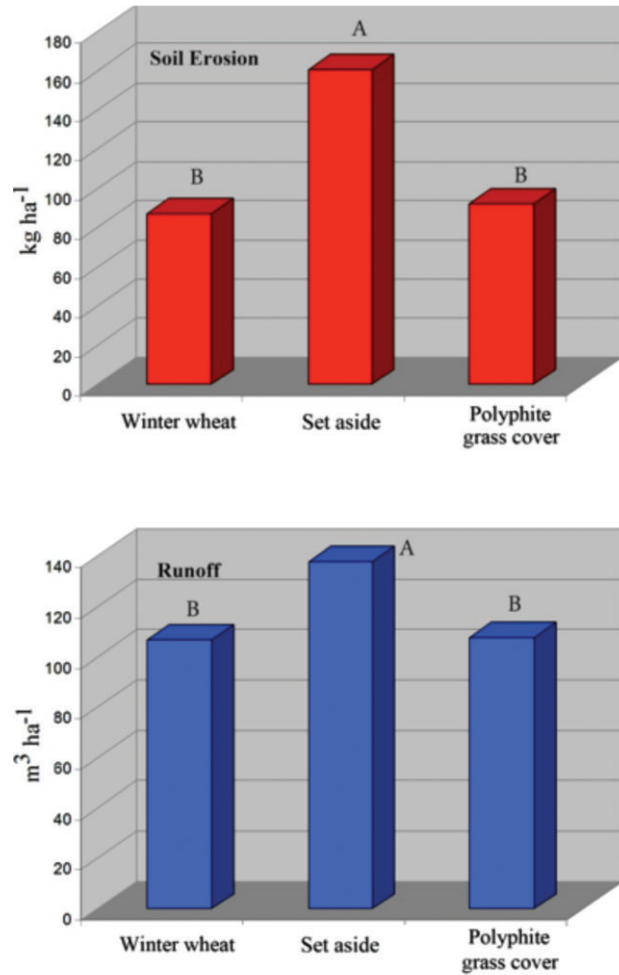 180
160
140
120
100
80
60
40
20
0
kg ha⁻¹
Soil Erosion
A
B
B
Winter wheat
Set aside
Polyphite
grass cover
140
120
100
80
60
40
20
0
m³ ha⁻¹
Runoff
A
B
B
Winter wheat
Set aside
Polyphite
grass cover